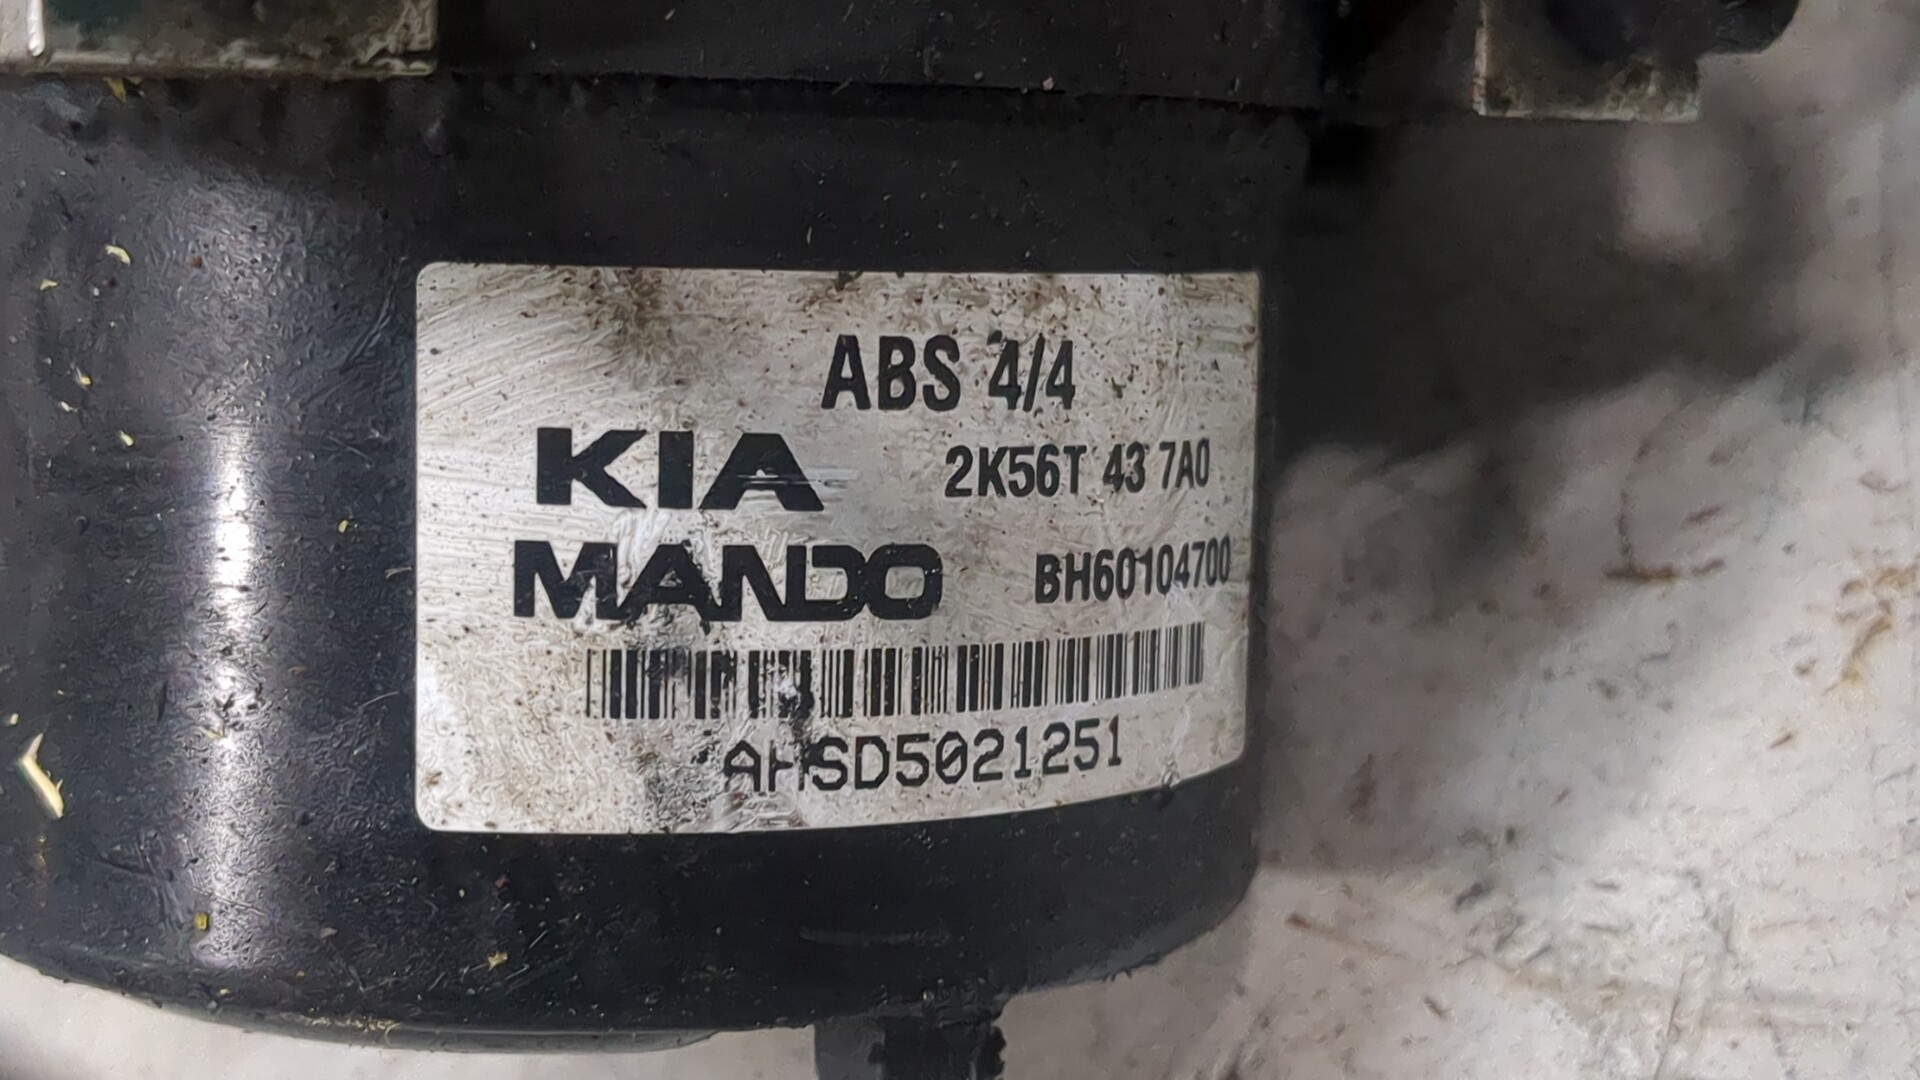 ABS 4/4
KIA 2K56T 43 7A0
MANDO BH60104700
AHSD5021251